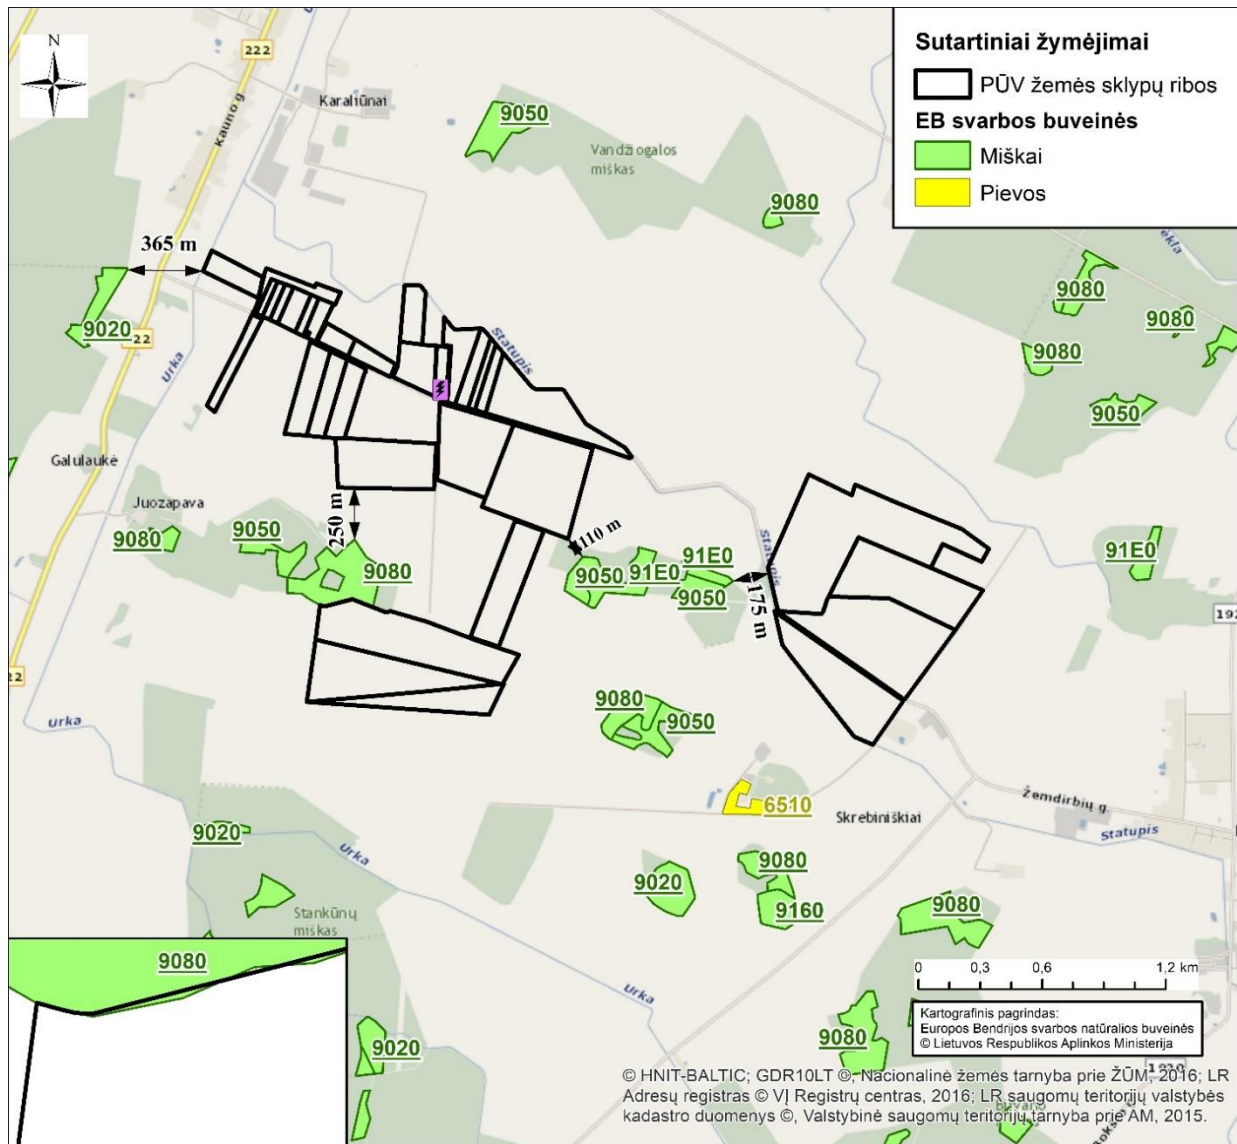 Sutartiniai žymėjimai
PŪV žemės sklypų ribos
EB svarbos buveinės
Miškai
Pievos
N
222
Kauno g.
Karaliūnai
9050
Vandžiogalos
miškas
9080
365 m
9020
22
Urka
Statupis
9080
9080
9080
9050
Galulaukė
Juozapava
9080
9050
250 m
9080
110 m
9050
91E0
91E0
9050
175 m
Statupis
91E0
192
22
Urka
9080
9050
6510
Skrebiniškiai
Žemdirbių g.
Statupis
9020
Urka
9020
9080
9160
9080
Stankūnų
miškas
9080
Urka
9020
9080
0 0,3 0,6 1,2 km
Kartografinis pagrindas:
Europos Bendrijos svarbos natūralios buveinės
© Lietuvos Respublikos Aplinkos Ministerija
© HNIT-BALTIC; GDR10LT ©, Nacionalinė žemės tarnyba prie ŽŪM, 2016; LR
Adresų registras © VĮ Registrų centras, 2016; LR saugomų teritorijų valstybės
kadastro duomenys ©, Valstybinė saugomų teritorijų tarnyba prie AM, 2015.